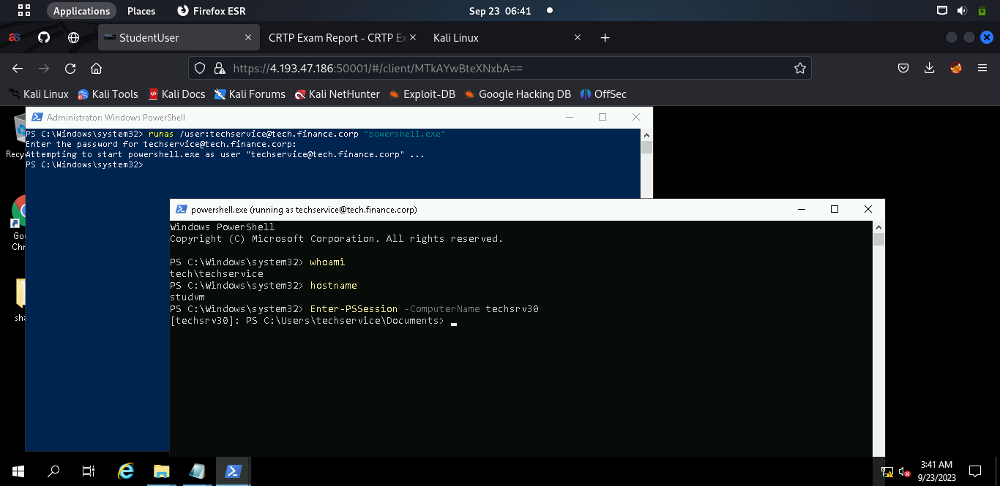 Applications Places Firefox ESR Sep 23 06:41
StudentUser CRTP Exam Report - CRTP Ex Kali Linux
https://4.193.47.186:50001/#/client/MTkAYwBteXNxbA==
Kali Linux Kali Tools Kali Docs Kali Forums Kali NetHunter Exploit-DB Google Hacking DB OffSec
Administrator: Windows PowerShell
PS C:\Windows\system32> runas /user:techservice@tech.finance.corp "powershell.exe"
Enter the password for techservice@tech.finance.corp:
Attempting to start powershell.exe as user "techservice@tech.finance.corp" ...
PS C:\Windows\system32>
Recy
Goo
Chr
sha
powershell.exe (running as techservice@tech.finance.corp)
Windows PowerShell
Copyright (C) Microsoft Corporation. All rights reserved.
PS C:\Windows\system32> whoami
tech\techservice
PS C:\Windows\system32> hostname
studvm
PS C:\Windows\system32> Enter-PSSession -ComputerName techsrv30
[techsrv30]: PS C:\Users\techservice\Documents>
3:41 AM
9/23/2023